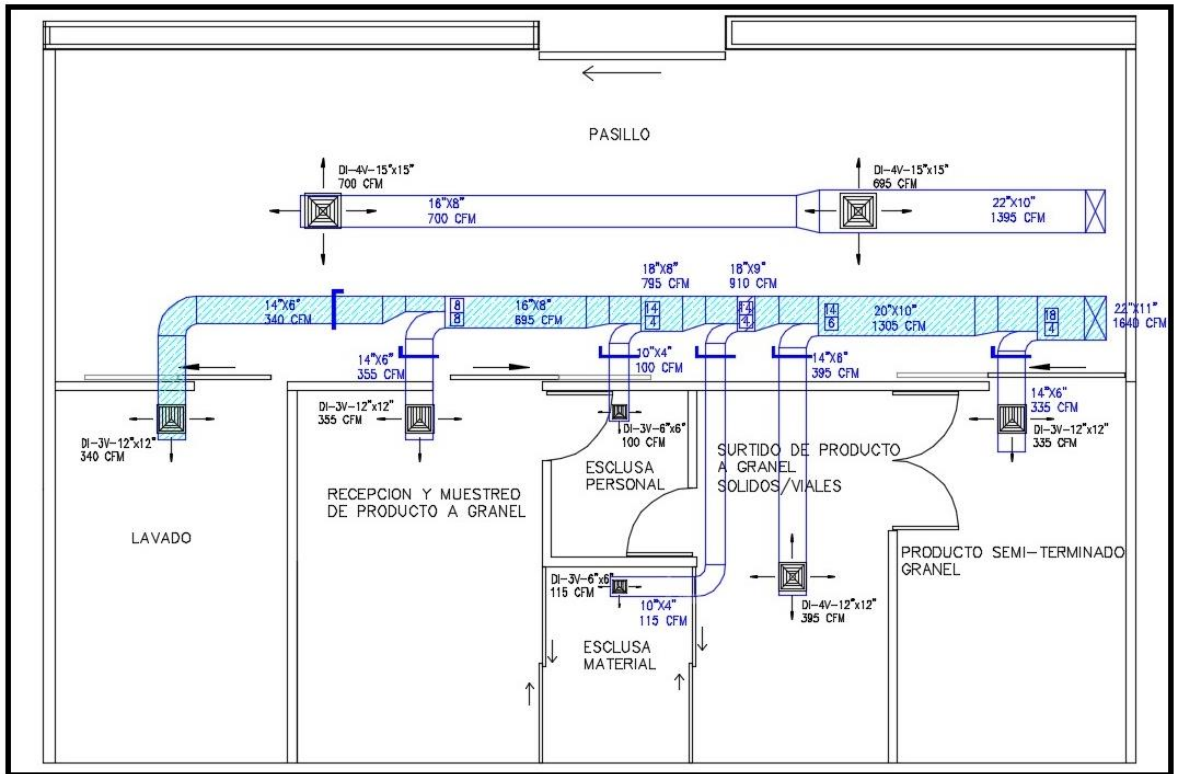 PASILLO
DI-4V-15"x15"
700 CFM
DI-4V-15"x15"
695 CFM
16"X8"
700 CFM
22"X10"
1395 CFM
18"X8"
795 CFM
18"X9"
910 CFM
14"X6"
340 CFM
8
8
16"X8"
695 CFM
14
4
14
4
14
6
20"X10"
1305 CFM
18
4
22"X11"
1640 CFM
14"X6"
355 CFM
10"X4"
100 CFM
14"X8"
395 CFM
14"X6"
335 CFM
DI-3V-12"x12"
340 CFM
DI-3V-12"x12"
355 CFM
DI-3V-6"x6"
100 CFM
DI-3V-12"x12"
335 CFM
ESCLUSA
PERSONAL
SURTIDO DE PRODUCTO
A GRANEL
SOLIDOS/VIALES
RECEPCION Y MUESTREO
DE PRODUCTO A GRANEL
LAVADO
PRODUCTO SEMI-TERMINADO
GRANEL
DI-3V-6"x6"
115 CFM
10"X4"
115 CFM
DI-4V-12"x12"
395 CFM
ESCLUSA
MATERIAL